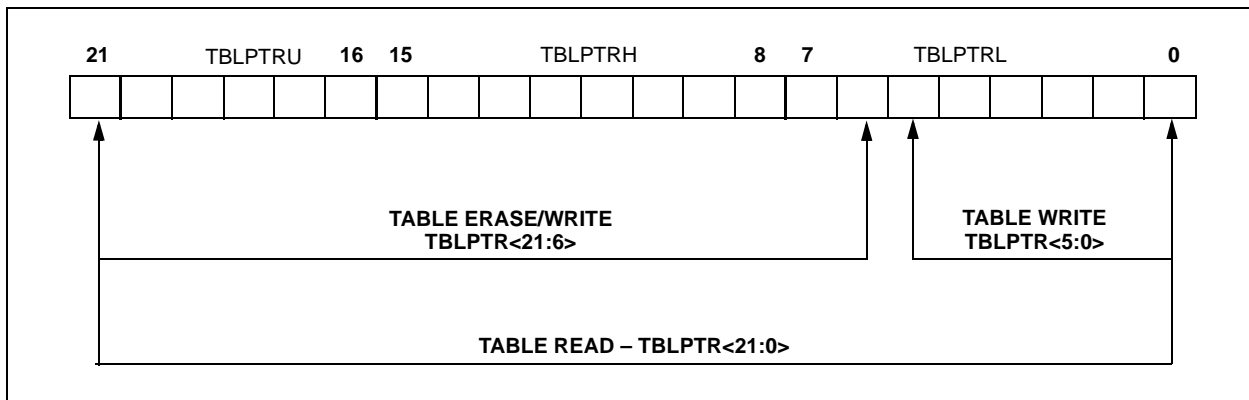 21 TBLPTRU 16 15 TBLPTRH 8 7 TBLPTRL 0
TABLE ERASE/WRITE
TBLPTR<21:6>
TABLE WRITE
TBLPTR<5:0>
TABLE READ – TBLPTR<21:0>